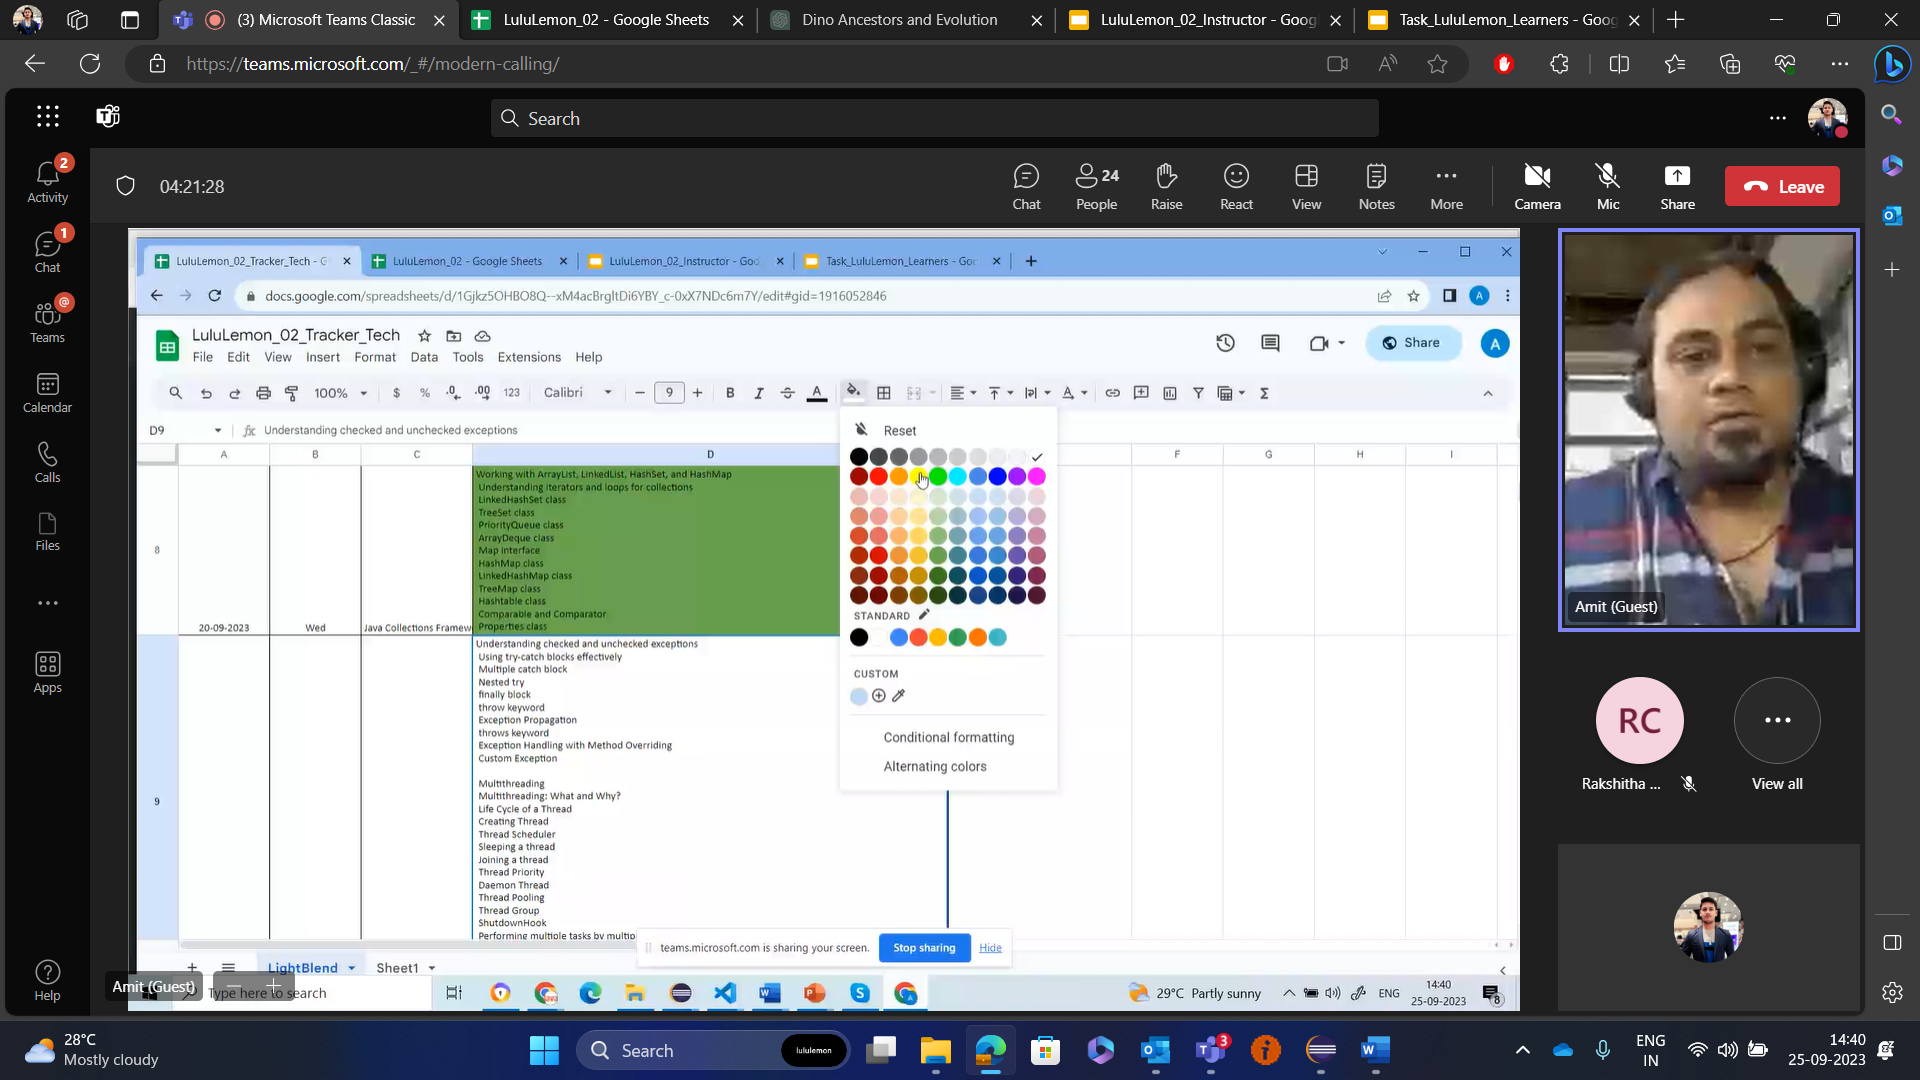 (3) Microsoft Teams Classic
LuluLemon_02 - Google Sheets
Dino Ancestors and Evolution
LuluLemon_02_Instructor - Goog
Task_LuluLemon_Learners - Goog
https://teams.microsoft.com/_#/modern-calling/
Search
04:21:28
Chat
24
People
Raise
React
View
Notes
More
Camera
Mic
Share
Leave
2
Activity
1
Chat
@
Teams
Calendar
Calls
Files
Apps
Help
LuluLemon_02_Tracker_Tech - G
LuluLemon_02 - Google Sheets
LuluLemon_02_Instructor - Goo
Task_LuluLemon_Learners - Goo
docs.google.com/spreadsheets/d/1Gjkz5OHBO8Q--xM4acBrgltDi6YBY_c-0xX7NDc6m7Y/edit#gid=1916052846
A
LuluLemon_02_Tracker_Tech
File Edit View Insert Format Data Tools Extensions Help
Share
A
100% $ % .0 .00 123 Calibri 9 B I A
D9 fx Understanding checked and unchecked exceptions
A B C D F G H I
Working with ArrayList, LinkedList, HashSet, and HashMap
Understanding iterators and loops for collections
LinkedHashSet class
TreeSet class
PriorityQueue class
ArrayDeque class
Map interface
HashMap class
LinkedHashMap class
TreeMap class
Hashtable class
Comparable and Comparator
Properties class
8
20-09-2023 Wed Java Collections Framew
Understanding checked and unchecked exceptions
Using try-catch blocks effectively
Multiple catch block
Nested try
finally block
throw keyword
Exception Propagation
throws keyword
Exception Handling with Method Overriding
Custom Exception
Multithreading
Multithreading: What and Why?
Life Cycle of a Thread
Creating Thread
Thread Scheduler
Sleeping a thread
Joining a thread
Thread Priority
Daemon Thread
Thread Pooling
Thread Group
ShutdownHook
Performing multiple tasks by multip
9
Reset
STANDARD
CUSTOM
Conditional formatting
Alternating colors
teams.microsoft.com is sharing your screen.
Stop sharing
Hide
LightBlend
Sheet1
Amit (Guest)
Type here to search
29°C Partly sunny
ENG
14:40
25-09-2023
8
Amit (Guest)
RC
Rakshitha ...
View all
28°C
Mostly cloudy
Search
lululemon
3
ENG
IN
14:40
25-09-2023